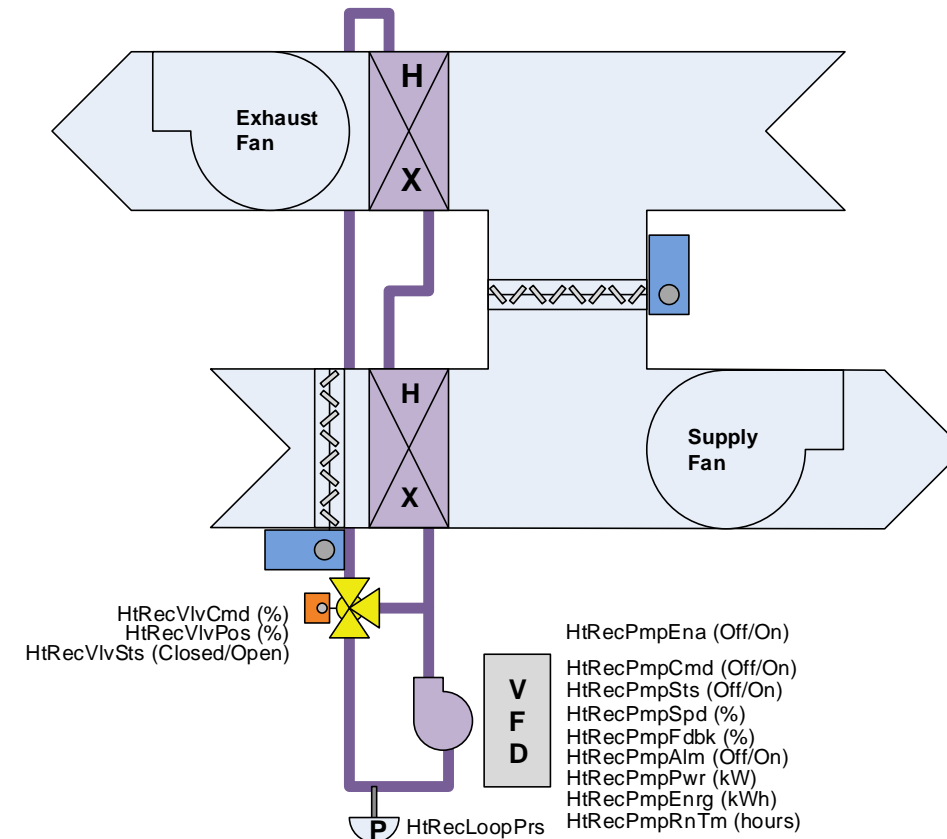 H
X
Exhaust
Fan
H
X
Supply
Fan
HtRecVlvCmd (%)
HtRecVlvPos (%)
HtRecVlvSts (Closed/Open)
HtRecPmpEna (Off/On)
V
F
D
HtRecPmpCmd (Off/On)
HtRecPmpSts (Off/On)
HtRecPmpSpd (%)
HtRecPmpFdbk (%)
HtRecPmpAlm (Off/On)
HtRecPmpPwr (kW)
HtRecPmpEnrg (kWh)
HtRecPmpRnTm (hours)
P
HtRecLoopPrs